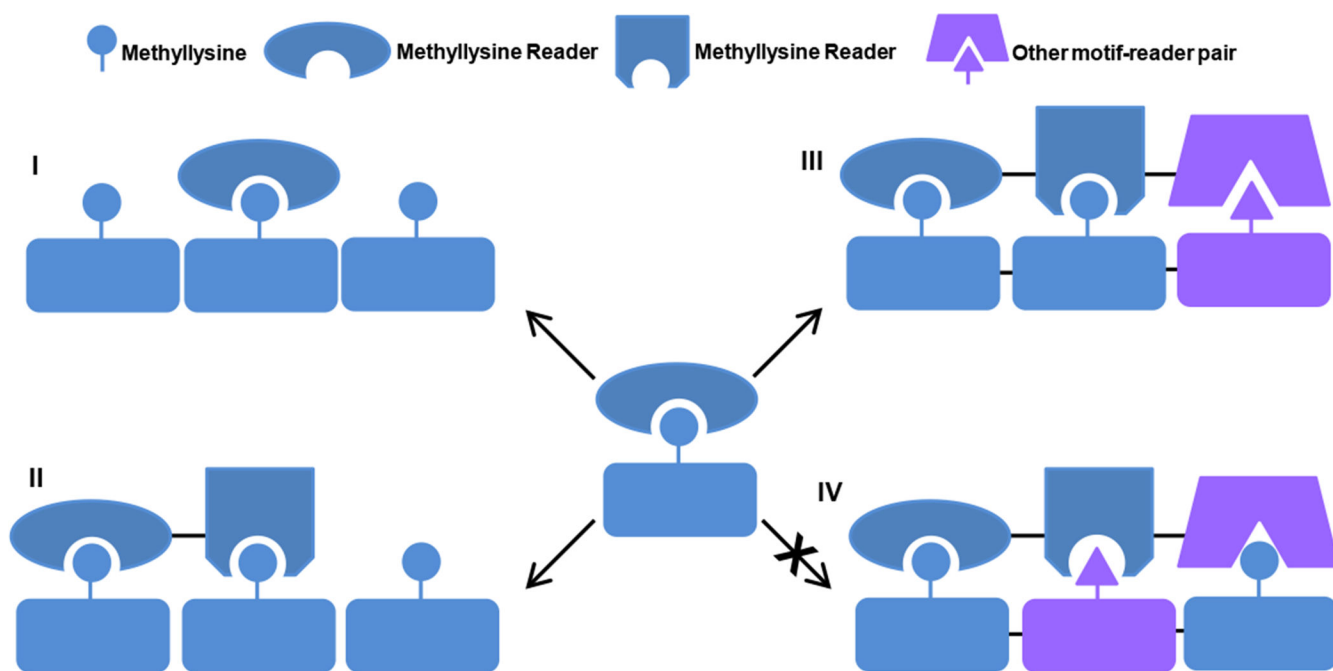 Methyllysine
Methyllysine Reader
Methyllysine Reader
Other motif-reader pair
I
III
II
IV